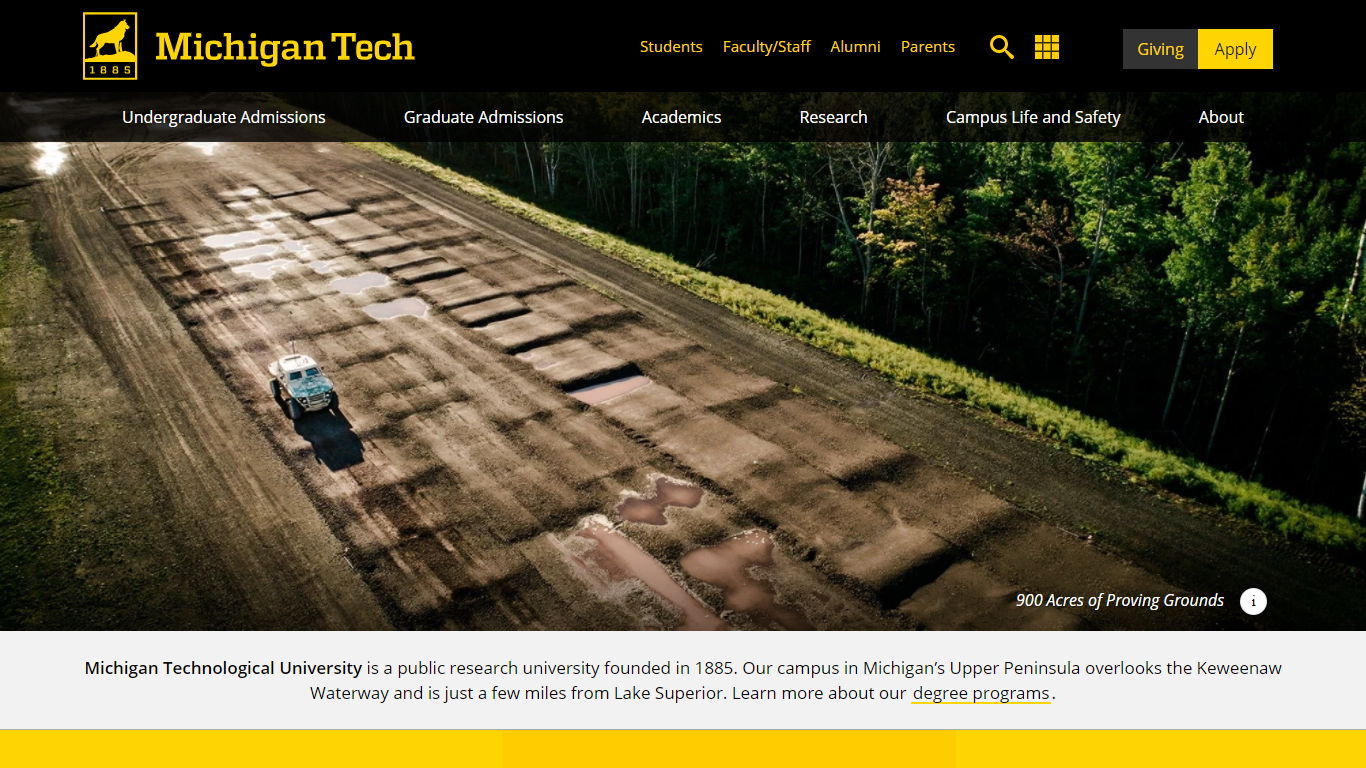 1885
Michigan Tech
Students Faculty/Staff Alumni Parents
Giving Apply
Undergraduate Admissions Graduate Admissions Academics Research Campus Life and Safety About
900 Acres of Proving Grounds i
Michigan Technological University is a public research university founded in 1885. Our campus in Michigan’s Upper Peninsula overlooks the Keweenaw
Waterway and is just a few miles from Lake Superior. Learn more about our degree programs.